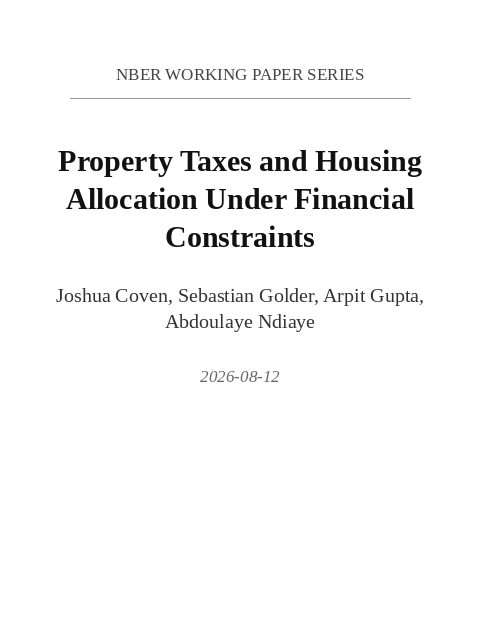 NBER WORKING PAPER SERIES
Property Taxes and Housing
Allocation Under Financial
Constraints
Joshua Coven, Sebastian Golder, Arpit Gupta,
Abdoulaye Ndiaye
2026-08-12